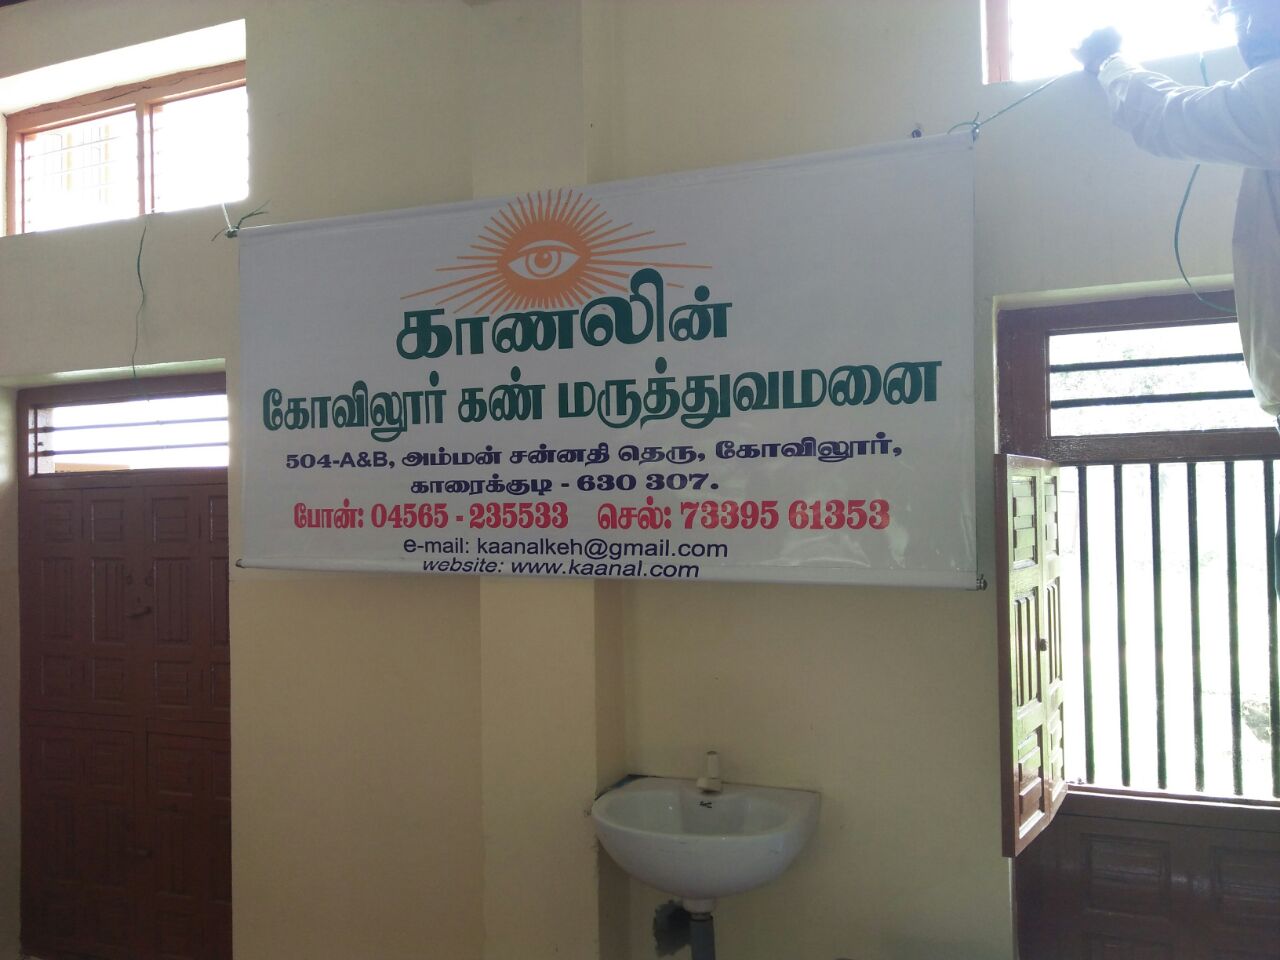 காணலின்
கோவிலூர் கண் மருத்துவமனை
504-A&B, அம்மன் சன்னதி தெரு, கோவிலூர்,
காரைக்குடி - 630 307.
போன்: 04565 - 235533 செல்: 73395 61353
e-mail: kaanalkeh@gmail.com
website: www.kaanal.com